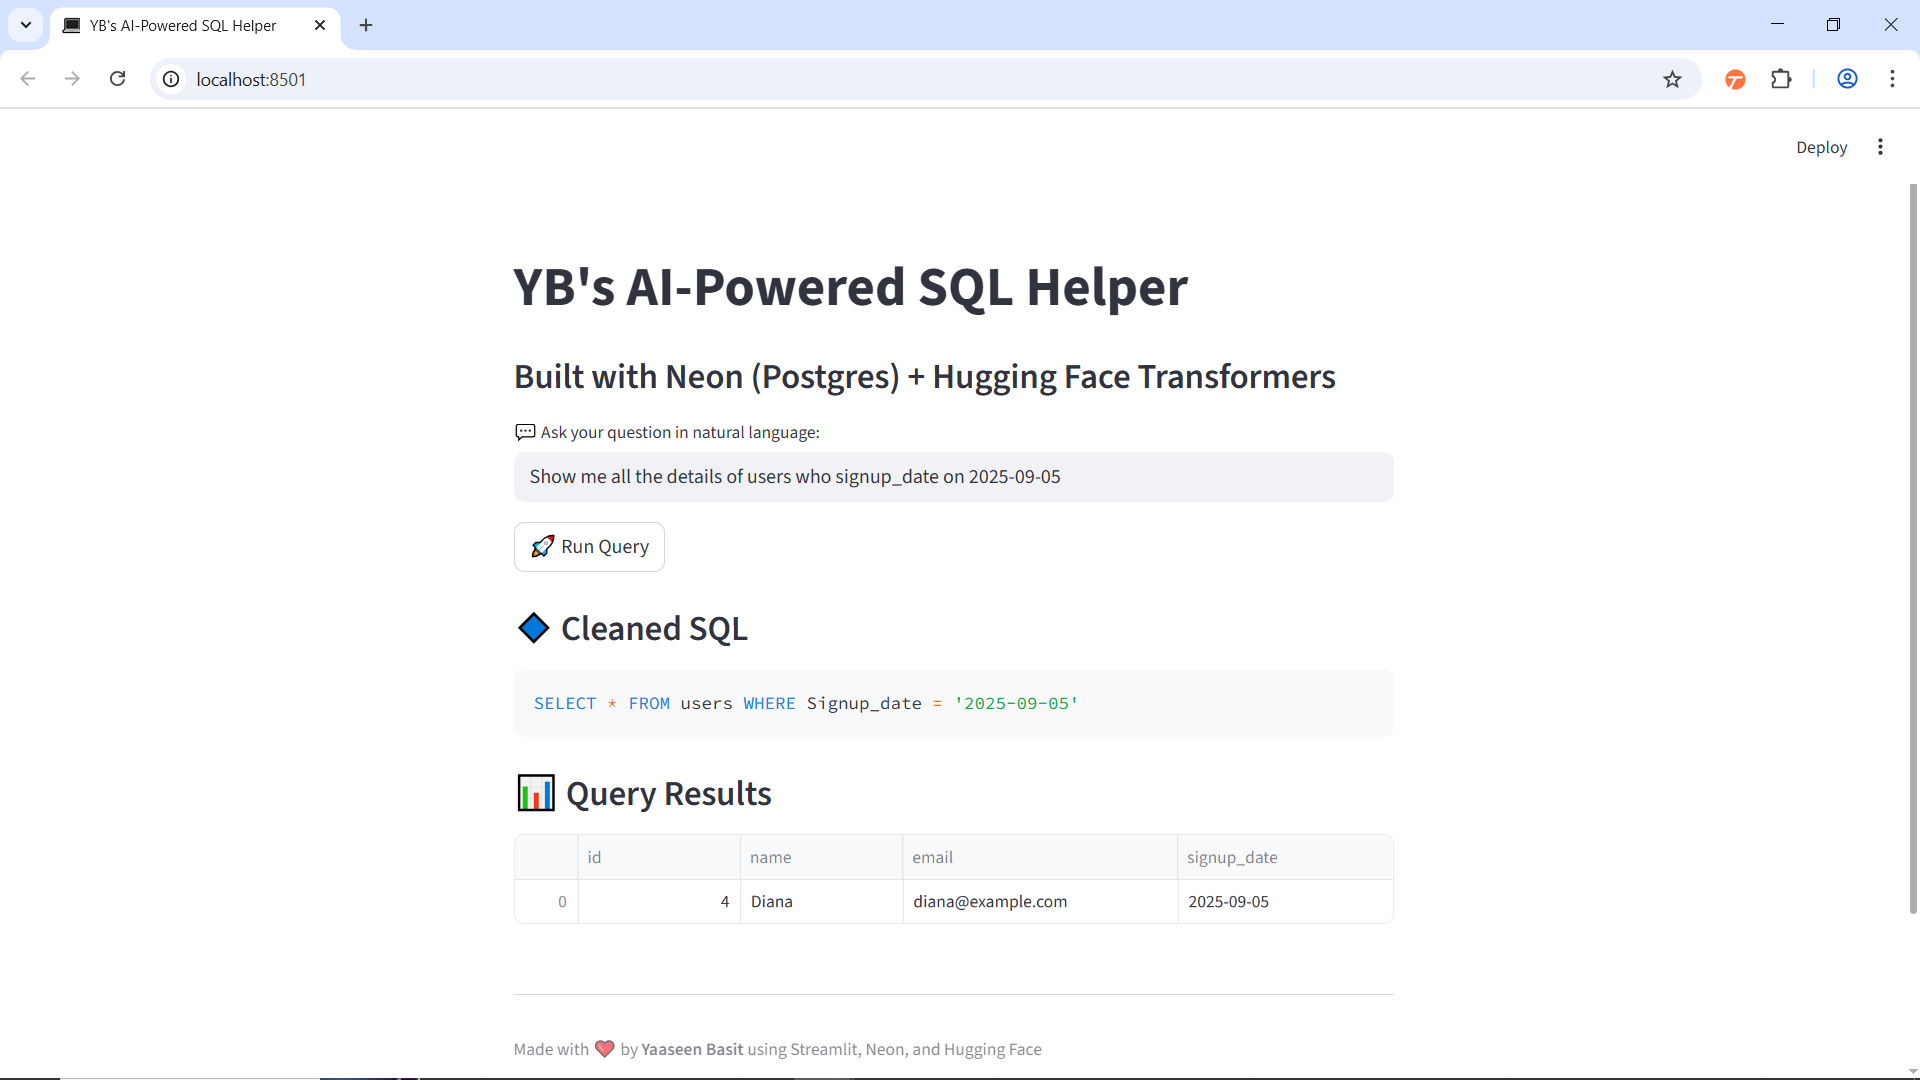 YB's AI-Powered SQL Helper
localhost:8501
Deploy
YB's AI-Powered SQL Helper
Built with Neon (Postgres) + Hugging Face Transformers
Ask your question in natural language:
Show me all the details of users who signup_date on 2025-09-05
Run Query
Cleaned SQL
SELECT * FROM users WHERE Signup_date = '2025-09-05'
Query Results
id name email signup_date
0 4 Diana diana@example.com 2025-09-05
Made with ❤️ by Yaaseen Basit using Streamlit, Neon, and Hugging Face